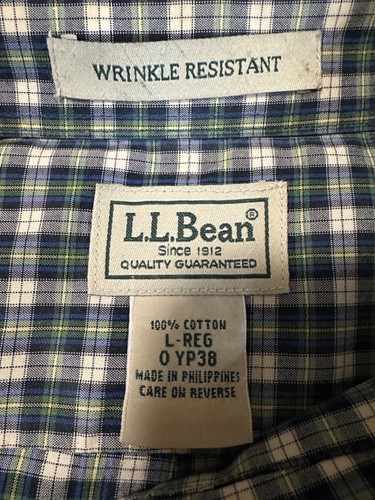 WRINKLE RESISTANT
L.L.Bean®
Since 1912
QUALITY GUARANTEED
100% COTTON
L-REG
0 YP38
MADE IN PHILIPPINES
CARE ON REVERSE